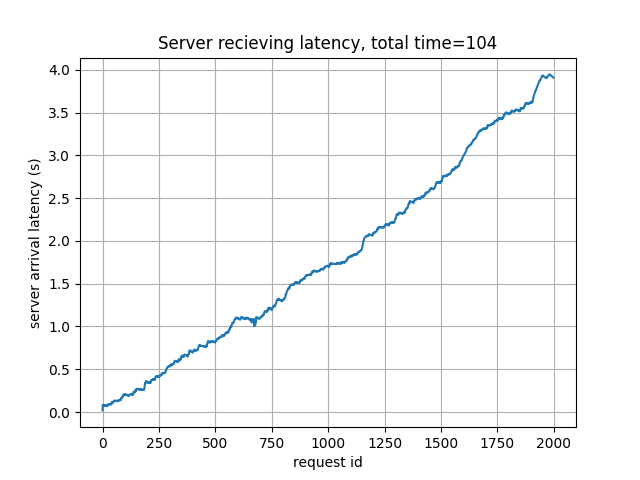 Server recieving latency, total time=104
4.0
3.5
3.0
2.5
2.0
1.5
1.0
0.5
0.0
server arrival latency (s)
0 250 500 750 1000 1250 1500 1750 2000
request id